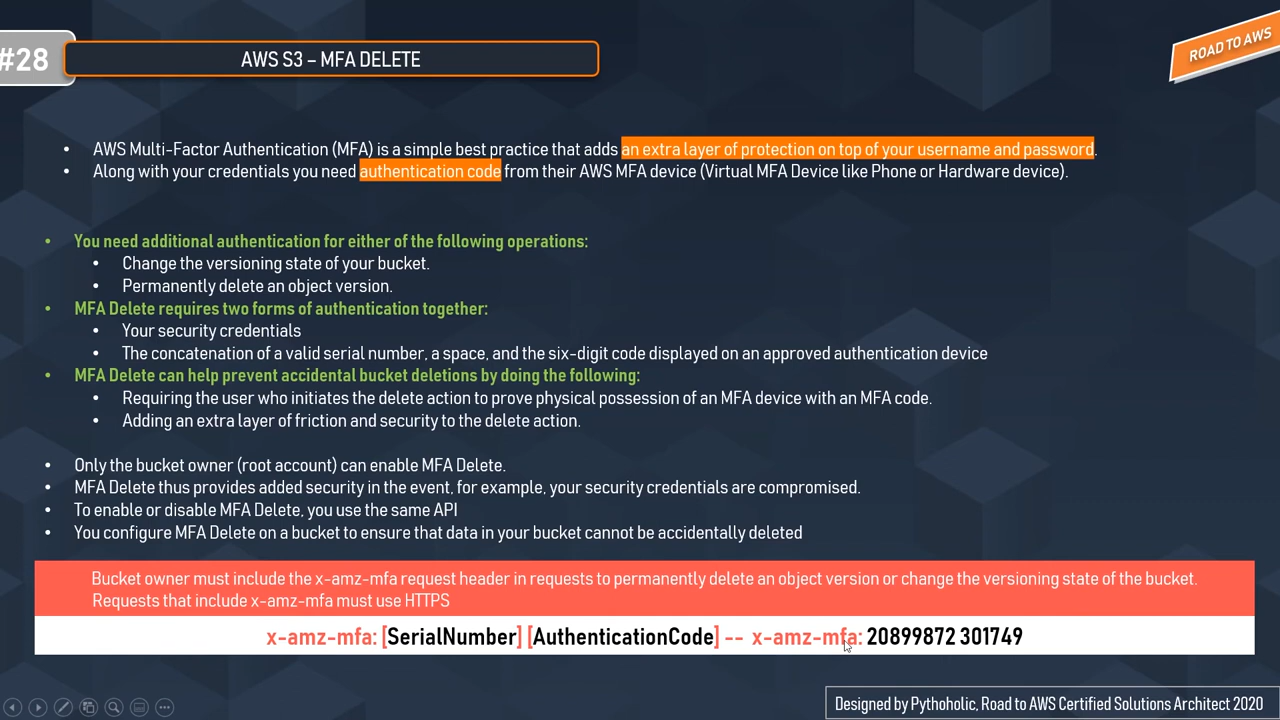 #28
AWS S3 – MFA DELETE
ROAD TO AWS
• AWS Multi-Factor Authentication (MFA) is a simple best practice that adds an extra layer of protection on top of your username and password.
• Along with your credentials you need authentication code from their AWS MFA device (Virtual MFA Device like Phone or Hardware device).
• You need additional authentication for either of the following operations:
• Change the versioning state of your bucket.
• Permanently delete an object version.
• MFA Delete requires two forms of authentication together:
• Your security credentials
• The concatenation of a valid serial number, a space, and the six-digit code displayed on an approved authentication device
• MFA Delete can help prevent accidental bucket deletions by doing the following:
• Requiring the user who initiates the delete action to prove physical possession of an MFA device with an MFA code.
• Adding an extra layer of friction and security to the delete action.
• Only the bucket owner (root account) can enable MFA Delete.
• MFA Delete thus provides added security in the event, for example, your security credentials are compromised.
• To enable or disable MFA Delete, you use the same API
• You configure MFA Delete on a bucket to ensure that data in your bucket cannot be accidentally deleted
Bucket owner must include the x-amz-mfa request header in requests to permanently delete an object version or change the versioning state of the bucket.
Requests that include x-amz-mfa must use HTTPS
x-amz-mfa: [SerialNumber] [AuthenticationCode] -- x-amz-mfa: 20899872 301749
Designed by Pythoholic, Road to AWS Certified Solutions Architect 2020